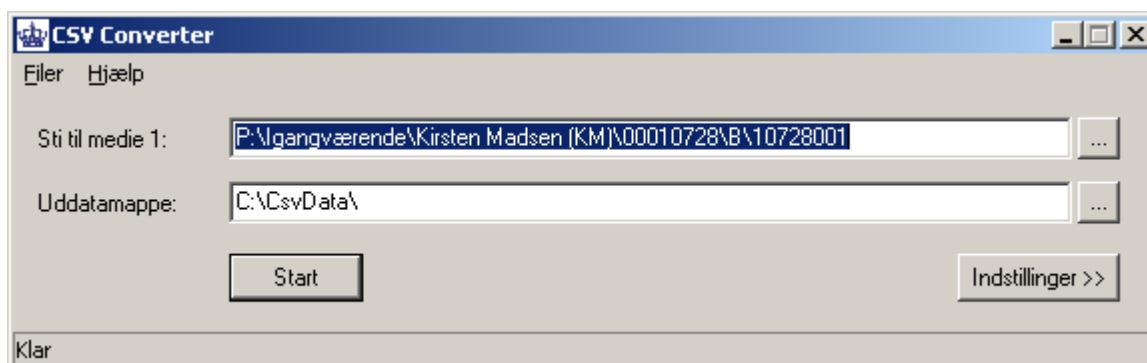 CSV Converter
Filer Hjælp
Sti til medie 1: P:\Igangværende\Kirsten Madsen (KM)\00010728\B\10728001 ...
Uddatamappe: C:\CsvData\ ...
Start Indstillinger >>
Klar